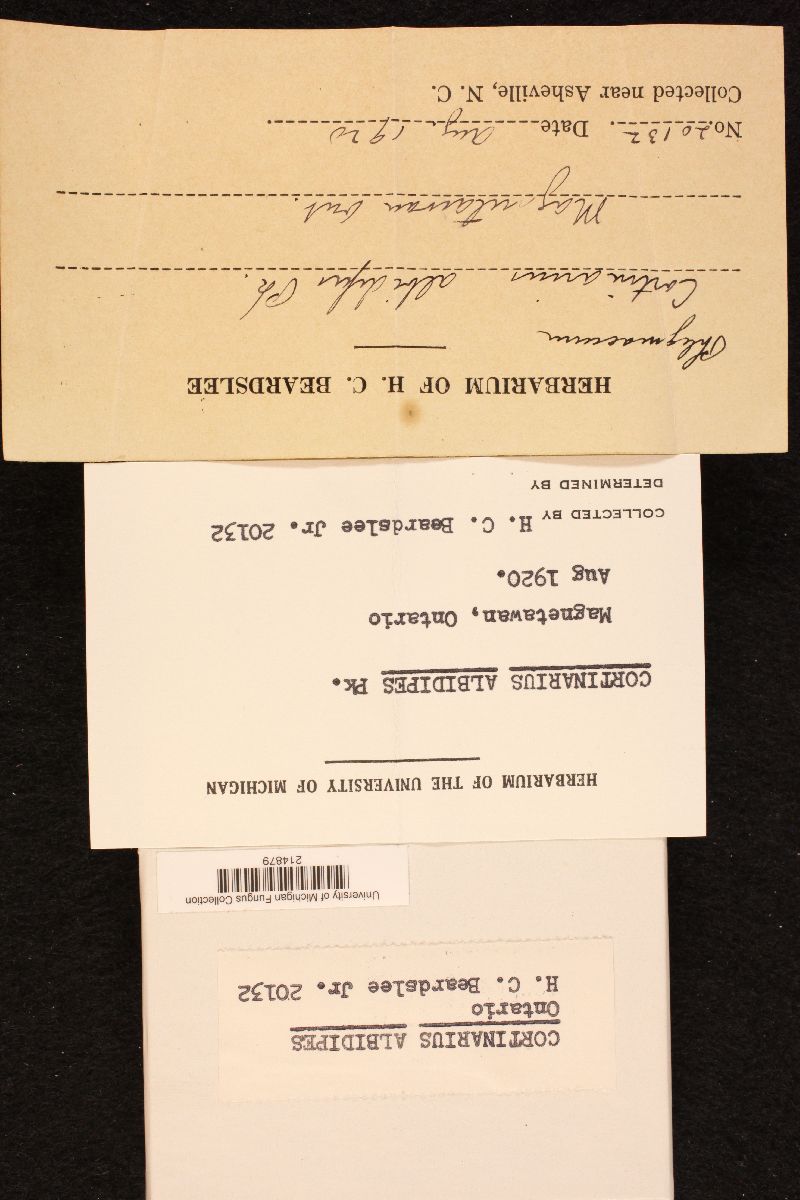 CORTINARIUS ALBIDIPES
Ontario
H. C. Beardslee Jr. 20132
University of Michigan Fungus Collection
214879
HERBARIUM OF THE UNIVERSITY OF MICHIGAN
CORTINARIUS ALBIDIPES Pk.
Magnetawan, Ontario
Aug 1920.
COLLECTED BY H. C. Beardslee Jr. 20132
DETERMINED BY
HERBARIUM OF H. C. BEARDSLEE
Phlegmacium
Cortinarius albidipes Pk.
Magnetawan Ont.
No. 20132. Date Aug 1920.
Collected near Asheville, N. C.